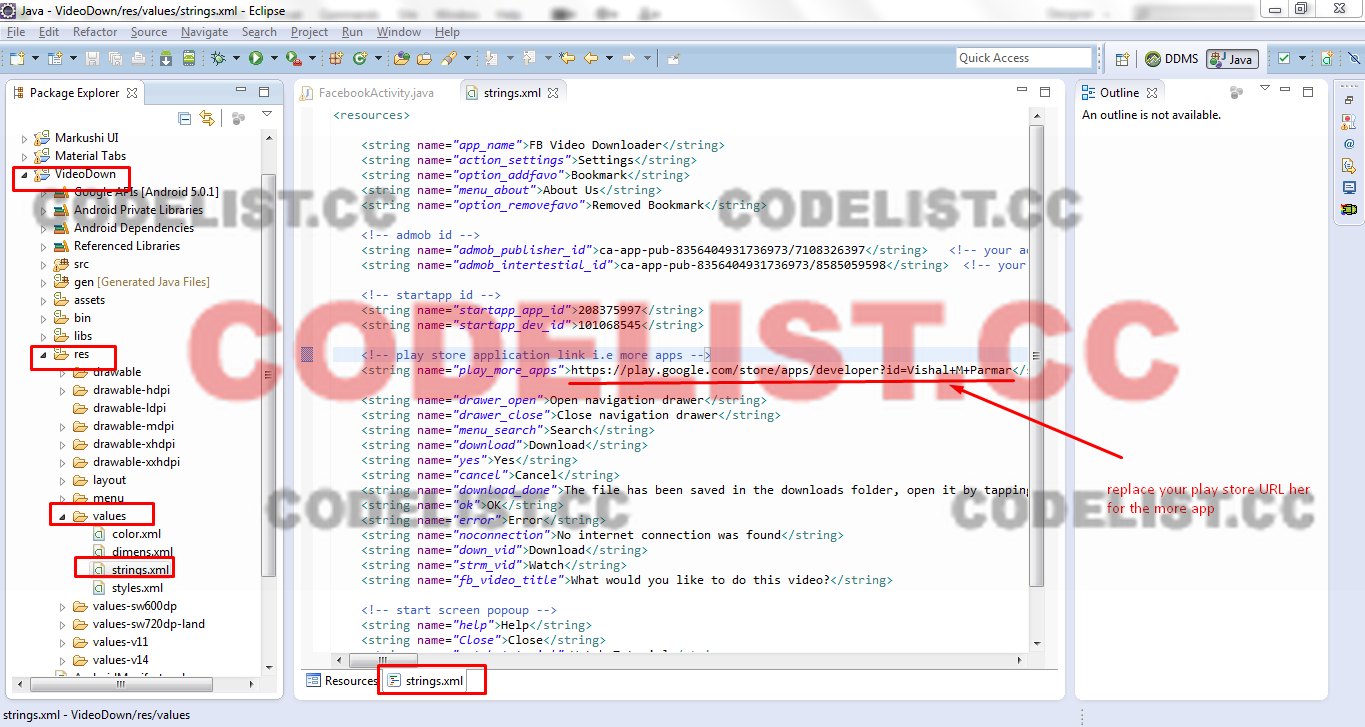 Java - VideoDown/res/values/strings.xml - Eclipse
File Edit Refactor Source Navigate Search Project Run Window Help
Quick Access
DDMS
Java
Package Explorer
Markushi UI
Material Tabs
VideoDown
Google APIs [Android 5.0.1]
Android Private Libraries
Android Dependencies
Referenced Libraries
src
gen [Generated Java Files]
assets
bin
libs
res
drawable
drawable-hdpi
drawable-ldpi
drawable-mdpi
drawable-xhdpi
drawable-xxhdpi
layout
menu
values
color.xml
dimens.xml
strings.xml
styles.xml
values-sw600dp
values-sw720dp-land
values-v11
values-v14
FacebookActivity.java
strings.xml
<resources>
<string name="app_name">FB Video Downloader</string>
<string name="action_settings">Settings</string>
<string name="option_addfavo">Bookmark</string>
<string name="menu_about">About Us</string>
<string name="option_removefavo">Removed Bookmark</string>
<!-- admob id -->
<string name="admob_publisher_id">ca-app-pub-8356404931736973/7108326397</string> <!-- your ad
<string name="admob_intertestial_id">ca-app-pub-8356404931736973/8585059598</string> <!-- your
<!-- startapp id -->
<string name="startapp_app_id">208375997</string>
<string name="startapp_dev_id">101068545</string>
<!-- play store application link i.e more apps -->
<string name="play_more_apps">https://play.google.com/store/apps/developer?id=Vishal+M+Parmar</s
<string name="drawer_open">Open navigation drawer</string>
<string name="drawer_close">Close navigation drawer</string>
<string name="menu_search">Search</string>
<string name="download">Download</string>
<string name="yes">Yes</string>
<string name="cancel">Cancel</string>
<string name="download_done">The file has been saved in the downloads folder, open it by tapping
<string name="ok">OK</string>
<string name="error">Error</string>
<string name="noconnection">No internet connection was found</string>
<string name="down_vid">Download</string>
<string name="strm_vid">Watch</string>
<string name="fb_video_title">What would you like to do this video?</string>
<!-- start screen popoup -->
<string name="help">Help</string>
<string name="Close">Close</string>
Resources
strings.xml
Outline
An outline is not available.
replace your play store URL her
for the more app
CODELIST.CC
CODELIST.CC
CODELIST.CC
CODELIST.CC
CODELIST.CC
strings.xml - VideoDown/res/values